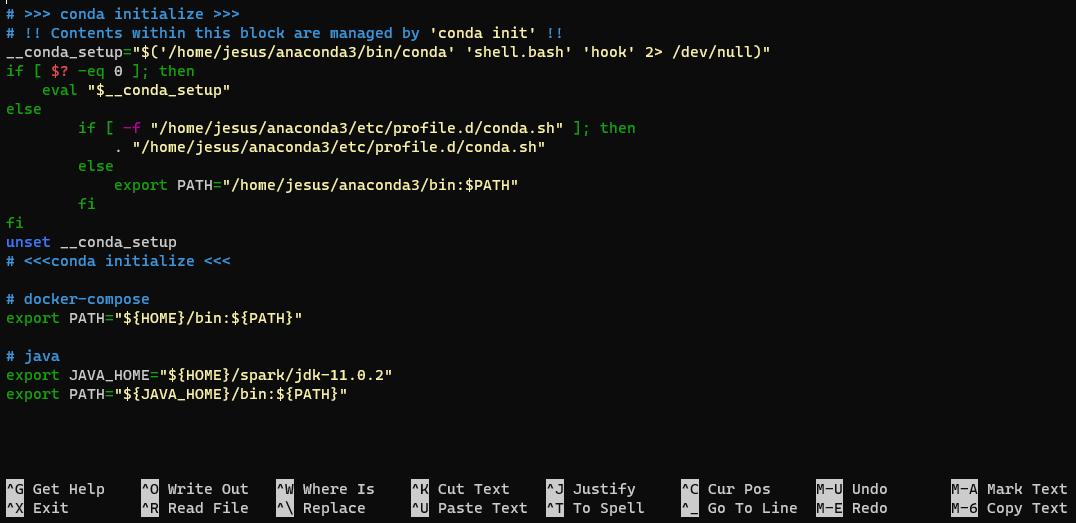 # >>> conda initialize >>>
# !! Contents within this block are managed by 'conda init' !!
__conda_setup="$('/home/jesus/anaconda3/bin/conda' 'shell.bash' 'hook' 2> /dev/null)"
if [ $? -eq 0 ]; then
    eval "$__conda_setup"
else
        if [ -f "/home/jesus/anaconda3/etc/profile.d/conda.sh" ]; then
            . "/home/jesus/anaconda3/etc/profile.d/conda.sh"
        else
            export PATH="/home/jesus/anaconda3/bin:$PATH"
        fi
fi
unset __conda_setup
# <<<conda initialize <<<

# docker-compose
export PATH="${HOME}/bin:${PATH}"

# java
export JAVA_HOME="${HOME}/spark/jdk-11.0.2"
export PATH="${JAVA_HOME}/bin:${PATH}"

^G Get Help    ^O Write Out   ^W Where Is    ^K Cut Text    ^J Justify     ^C Cur Pos     M-U Undo       M-A Mark Text
^X Exit        ^R Read File   ^\ Replace     ^U Paste Text  ^T To Spell    ^_ Go To Line  M-E Redo       M-6 Copy Text